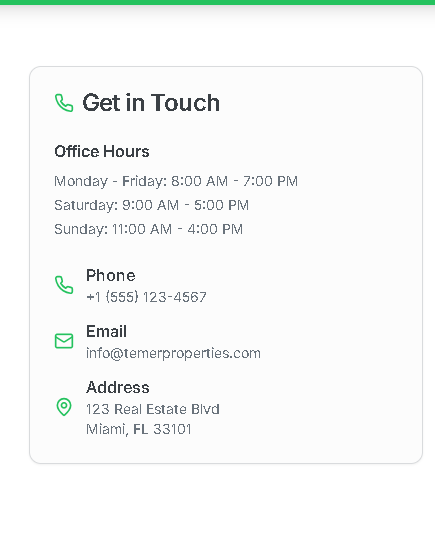 Get in Touch
Office Hours
Monday - Friday: 8:00 AM - 7:00 PM
Saturday: 9:00 AM - 5:00 PM
Sunday: 11:00 AM - 4:00 PM
Phone
+1 (555) 123-4567
Email
info@temerproperties.com
Address
123 Real Estate Blvd
Miami, FL 33101